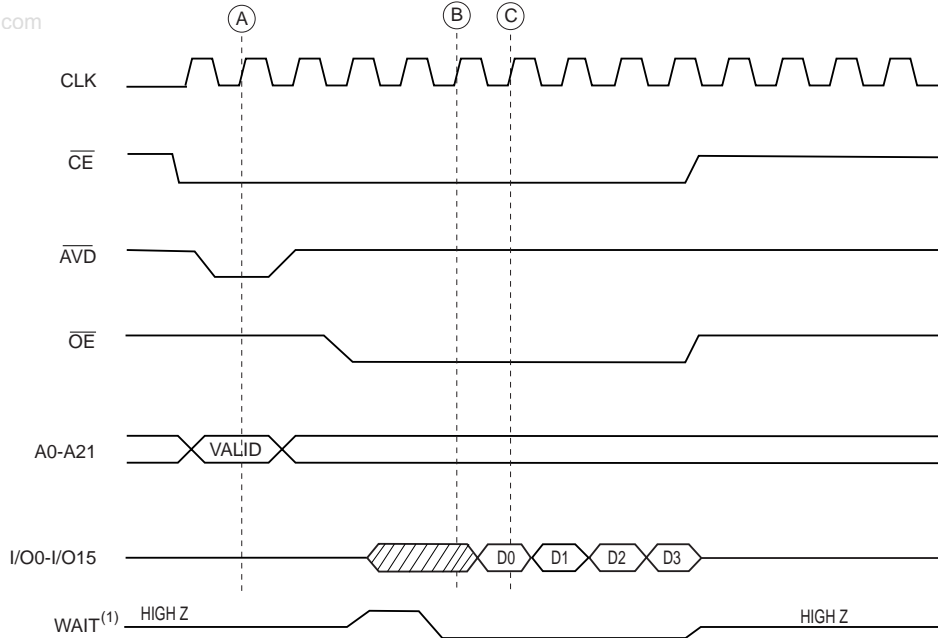 com
A B C
CLK
CE
AVD
OE
A0-A21 VALID
I/O0-I/O15 D0 D1 D2 D3
WAIT(1) HIGH Z HIGH Z